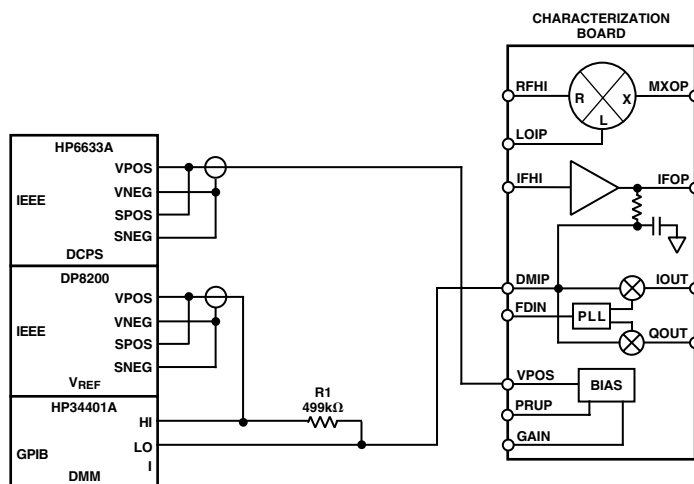 CHARACTERIZATION
BOARD
RFHI
R
X
L
MXOP
LOIP
IFHI
IFOP
DMIP
IOUT
FDIN
PLL
QOUT
VPOS
BIAS
PRUP
GAIN
HP6633A
VPOS
VNEG
IEEE
SPOS
SNEG
DCPS
DP8200
VPOS
VNEG
IEEE
SPOS
SNEG
VREF
HP34401A
HI
LO
GPIB
I
DMM
R1
499kΩ